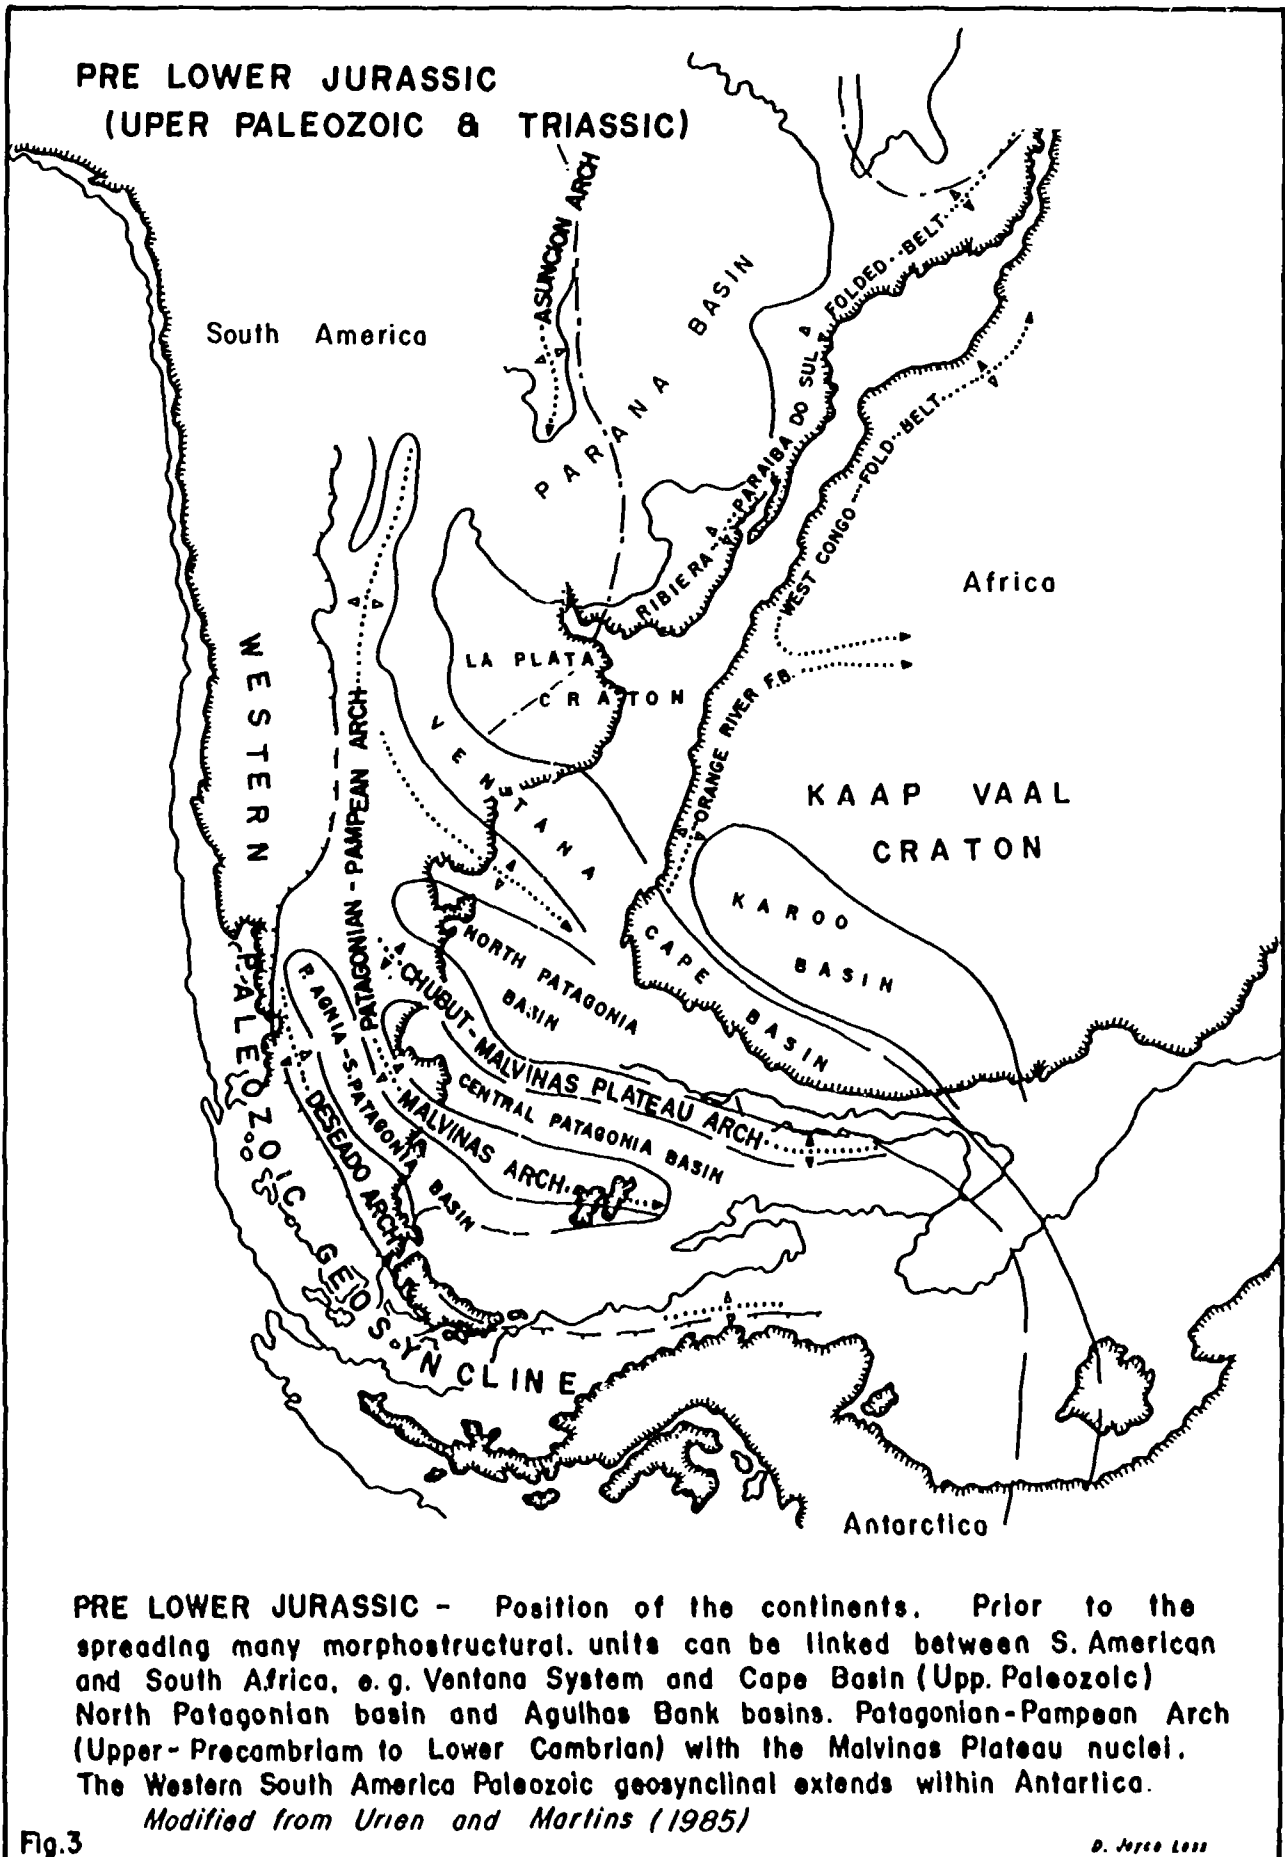 PRE LOWER JURASSIC
(UPER PALEOZOIC & TRIASSIC)
ASUNCION ARCH
PARANA BASIN
South America
RIBIERA PARAIBA DO SUL FOLDED BELT
WEST CONGO FOLD BELT
Africa
LA PLATA
CRATON
ORANGE RIVER F.B.
VENTANA
KAAP VAAL
CRATON
KAROO
BASIN
CAPE BASIN
WESTERN PALEOZOIC GEOSYNCLINE
PATAGONIAN - PAMPEAN ARCH
NORTH PATAGONIA
BASIN
CHUBUT - MALVINAS PLATEAU ARCH
CENTRAL PATAGONIA BASIN
MALVINAS ARCH
P. AGNIA - S. PATAGONIA BASIN
DESEADO ARCH
Antarctica
PRE LOWER JURASSIC - Position of the continents. Prior to the
spreading many morphostructural. units can be linked between S. American
and South Africa, e.g. Ventana System and Cape Basin (Upp. Paleozoic)
North Patagonian basin and Agulhas Bank basins. Patagonian-Pampean Arch
(Upper-Precambriam to Lower Cambrian) with the Malvinas Plateau nuclei.
The Western South America Paleozoic geosynclinal extends within Antartica.
Modified from Urien and Martins (1985)
Fig.3
D. Joyce